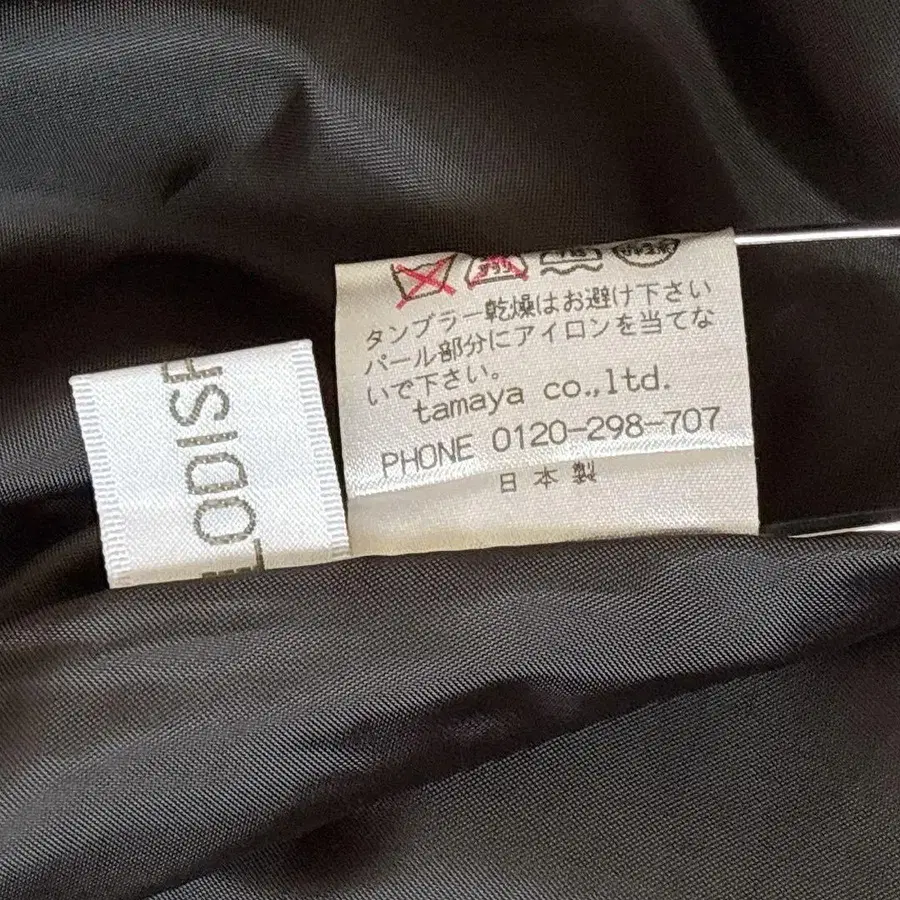 タンブラー乾燥はお避け下さい
パール部分にアイロンを当てな
いで下さい。
tamaya co.,ltd.
PHONE 0120-298-707
日本製
ELODISP